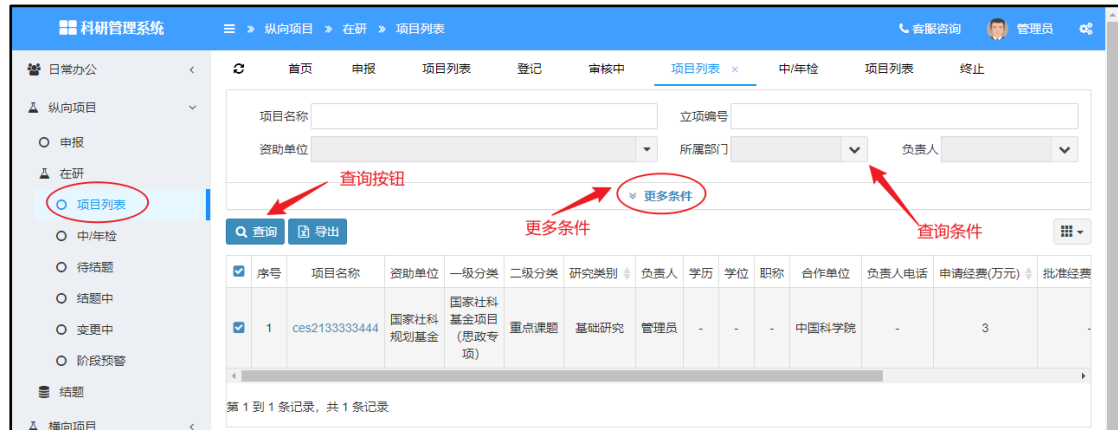 科研管理系统
» 纵向项目 » 在研 » 项目列表
客服咨询
管理员
日常办公
纵向项目
申报
在研
项目列表
中/年检
待结题
结题中
变更中
阶段预警
结题
横向项目
首页 申报 项目列表 登记 审核中 项目列表 × 中/年检 项目列表 终止
项目名称 立项编号
资助单位 所属部门 负责人
查询按钮
更多条件
更多条件
查询条件
查询 导出
序号 项目名称 资助单位 一级分类 二级分类 研究类别 负责人 学历 学位 职称 合作单位 负责人电话 申请经费(万元) 批准经费
1 ces2133333444 国家社科规划基金 国家社科基金项目（思政专项） 重点课题 基础研究 管理员 - - - 中国科学院 - 3 -
第 1 到 1 条记录，共 1 条记录